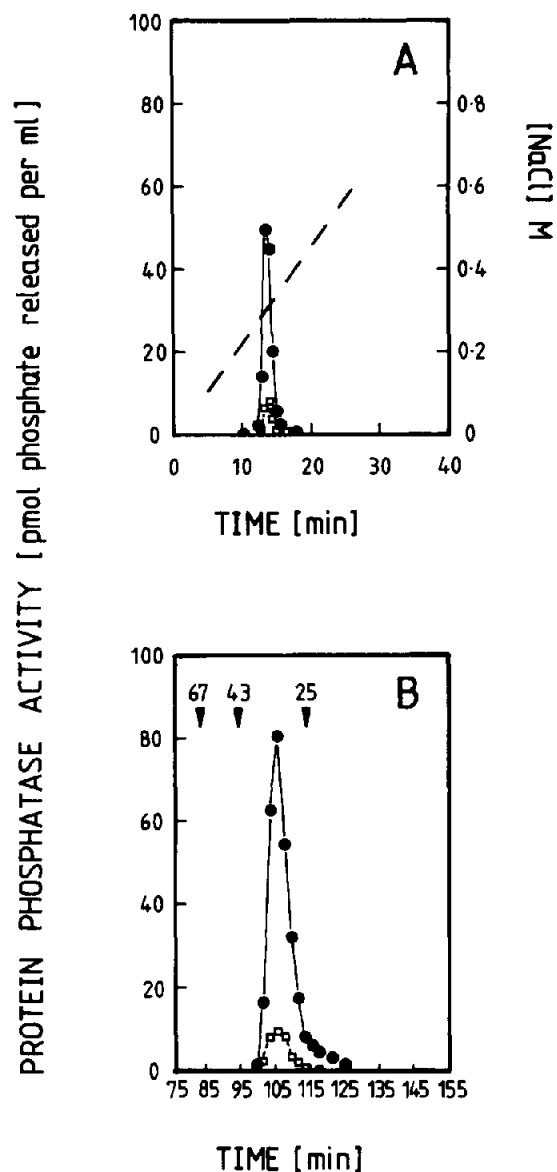 PROTEIN PHOSPHATASE ACTIVITY [pmol phosphate released per ml]
A
100
80
60
40
20
0
0·8
0·6
0·4
0·2
0
[NaCl] M
0 10 20 30 40
TIME [min]
B
67 43 25
100
80
60
40
20
0
75 85 95 105 115 125 135 145 155
TIME [min]